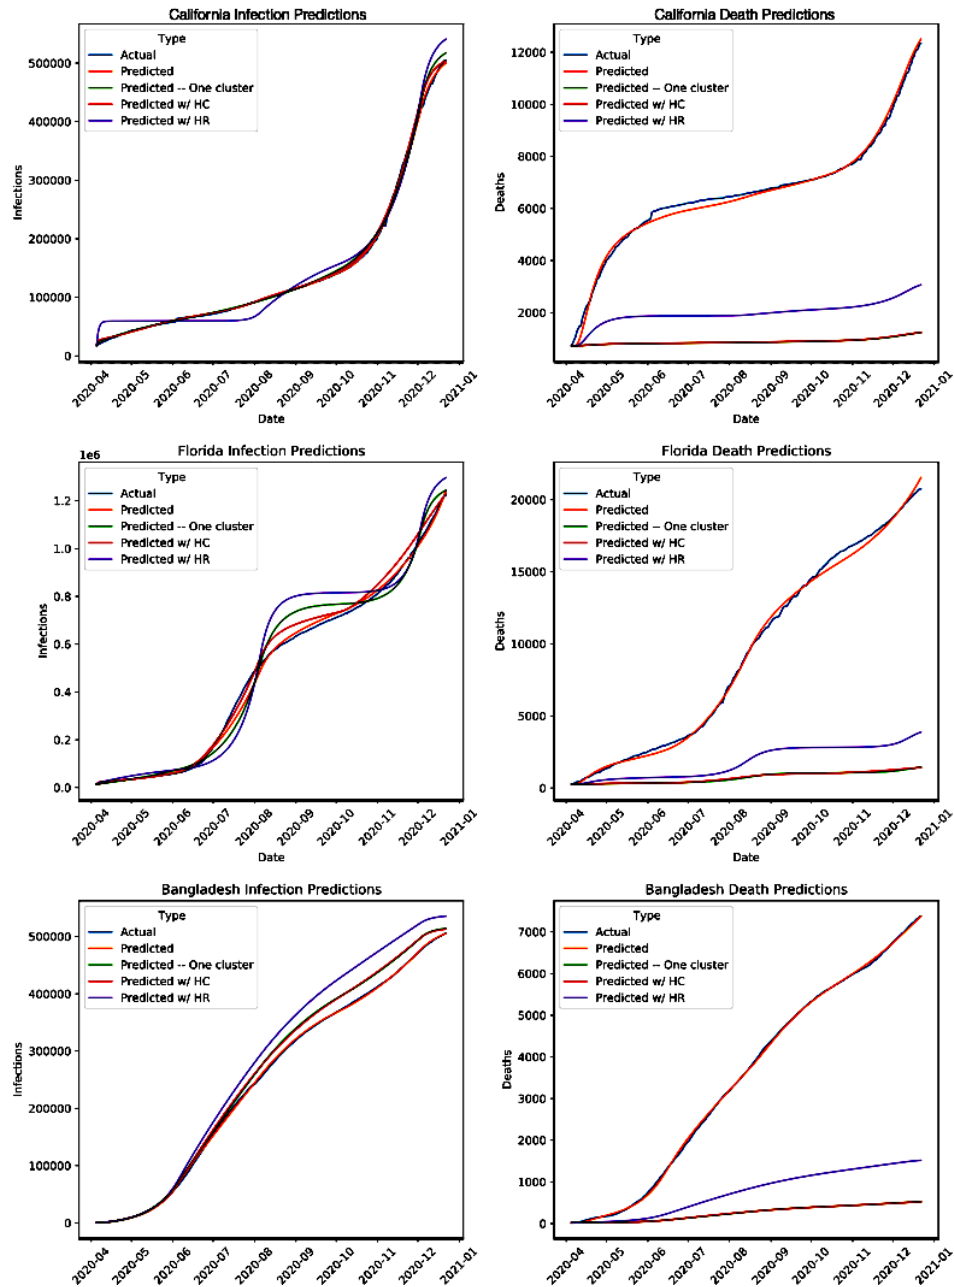 California Infection Predictions
Type
Actual
Predicted
Predicted -- One cluster
Predicted w/ HC
Predicted w/ HR
500000
400000
300000
200000
100000
0
Infections
2020-04
2020-05
2020-06
2020-07
2020-08
2020-09
2020-10
2020-11
2020-12
2021-01
Date
California Death Predictions
Type
Actual
Predicted
Predicted -- One cluster
Predicted w/ HC
Predicted w/ HR
12000
10000
8000
6000
4000
2000
Deaths
2020-04
2020-05
2020-06
2020-07
2020-08
2020-09
2020-10
2020-11
2020-12
2021-01
Date
Florida Infection Predictions
1e6
Type
Actual
Predicted
Predicted -- One cluster
Predicted w/ HC
Predicted w/ HR
1.2
1.0
0.8
0.6
0.4
0.2
0.0
Infections
2020-04
2020-05
2020-06
2020-07
2020-08
2020-09
2020-10
2020-11
2020-12
2021-01
Date
Florida Death Predictions
Type
Actual
Predicted
Predicted -- One cluster
Predicted w/ HC
Predicted w/ HR
20000
15000
10000
5000
0
Deaths
2020-04
2020-05
2020-06
2020-07
2020-08
2020-09
2020-10
2020-11
2020-12
2021-01
Date
Bangladesh Infection Predictions
Type
Actual
Predicted
Predicted -- One cluster
Predicted w/ HC
Predicted w/ HR
500000
400000
300000
200000
100000
0
Infections
2020-04
2020-05
2020-06
2020-07
2020-08
2020-09
2020-10
2020-11
2020-12
2021-01
Bangladesh Death Predictions
Type
Actual
Predicted
Predicted -- One cluster
Predicted w/ HC
Predicted w/ HR
7000
6000
5000
4000
3000
2000
1000
0
Deaths
2020-04
2020-05
2020-06
2020-07
2020-08
2020-09
2020-10
2020-11
2020-12
2021-01